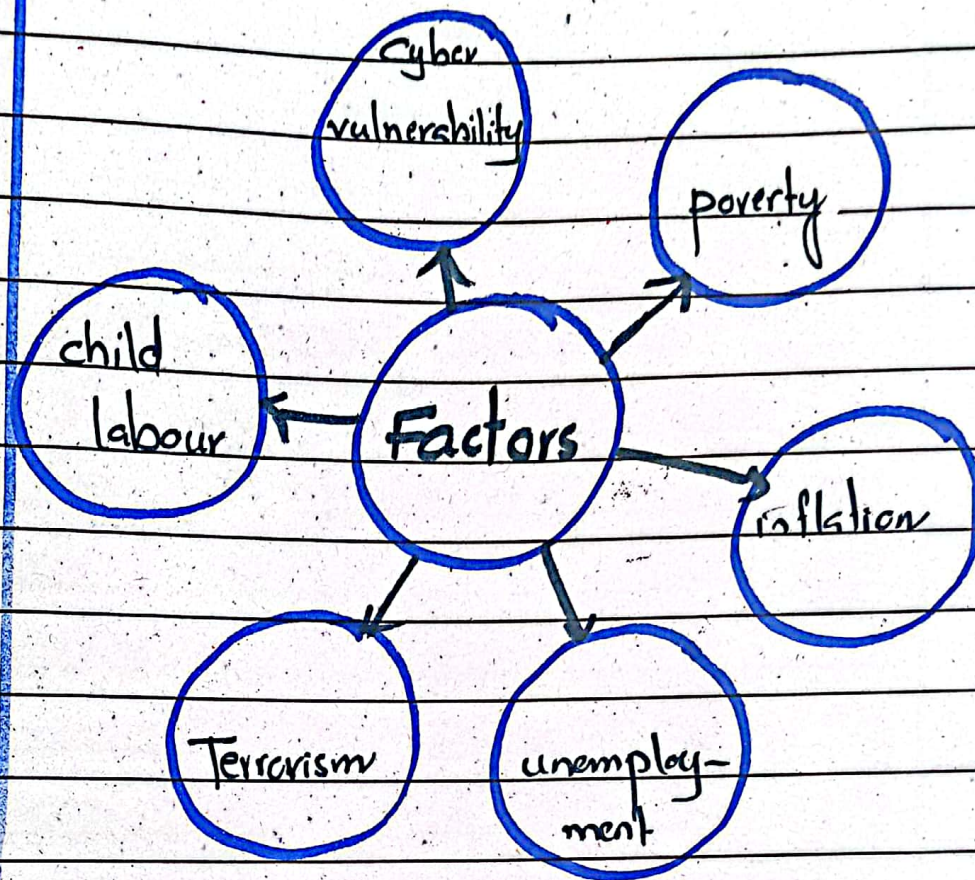 Cyber
vulnerability
poverty
child
labour
Factors
inflation
Terrorism
unemploy-
ment